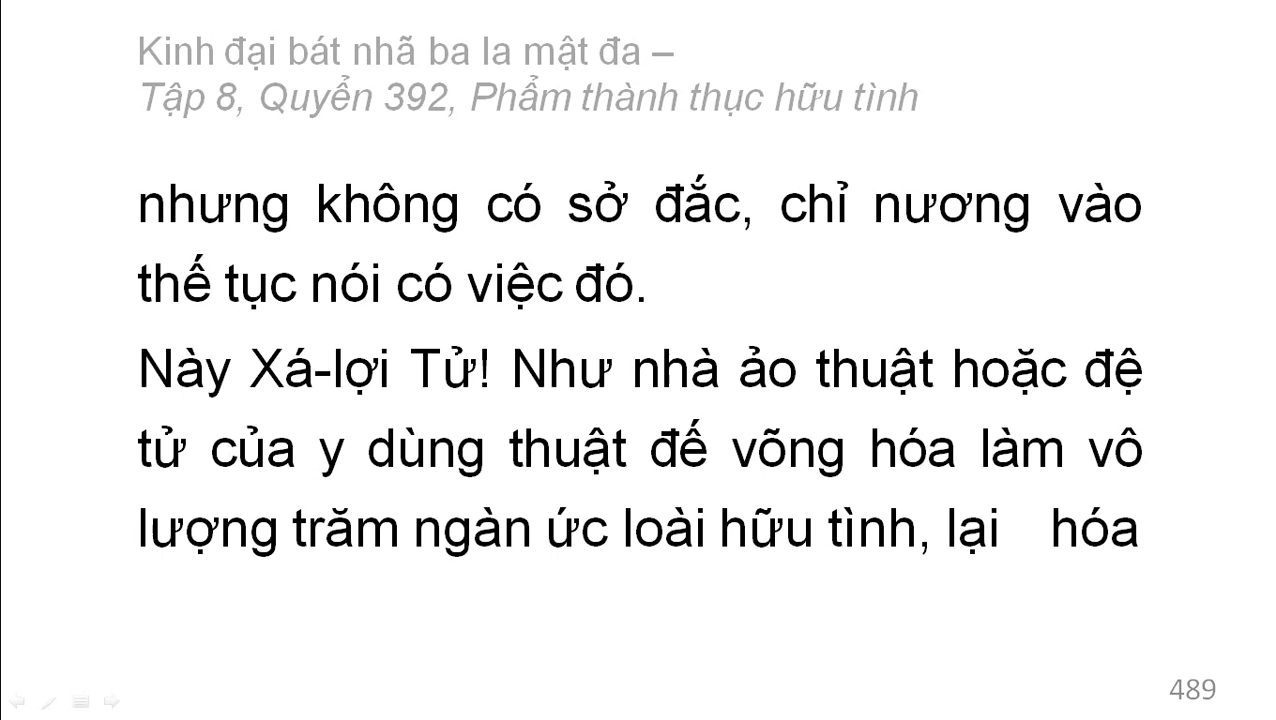 Kinh đại bát nhã ba la mật đa –
Tập 8, Quyển 392, Phẩm thành thục hữu tình
nhưng không có sở đắc, chỉ nương vào
thế tục nói có việc đó.
Này Xá-lợi Tử! Như nhà ảo thuật hoặc đệ
tử của y dùng thuật đế võng hóa làm vô
lượng trăm ngàn ức loài hữu tình, lại hóa
489